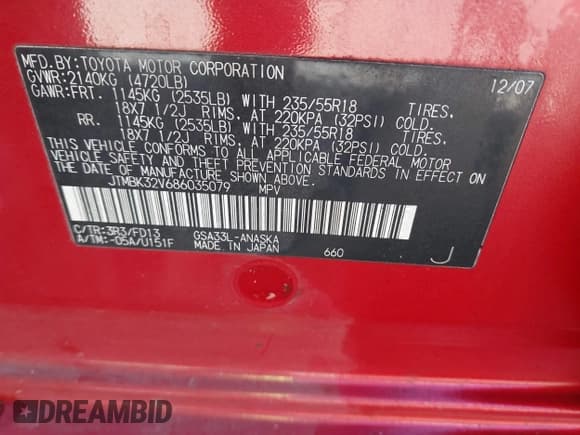 MFD. BY: TOYOTA MOTOR CORPORATION 12/07
GVWR: 2140KG (4720LB)
GAWR: FRT. 1145KG (2535LB) WITH 235/55R18 TIRES,
18X7 1/2J RIMS, AT 220KPA (32PSI) COLD.
RR. 1145KG (2535LB) WITH 235/55R18 TIRES,
18X7 1/2J RIMS, AT 220KPA (32PSI) COLD.
THIS VEHICLE CONFORMS TO ALL APPLICABLE FEDERAL MOTOR
VEHICLE SAFETY AND THEFT PREVENTION STANDARDS IN EFFECT ON
THE DATE OF MANUFACTURE SHOWN ABOVE.
JTMBK32V686035079 MPV
C/TR: 3R3/FD13 GSA33L-ANASKA
A/TM: -05A/U151F MADE IN JAPAN 660 J
DREAMBID